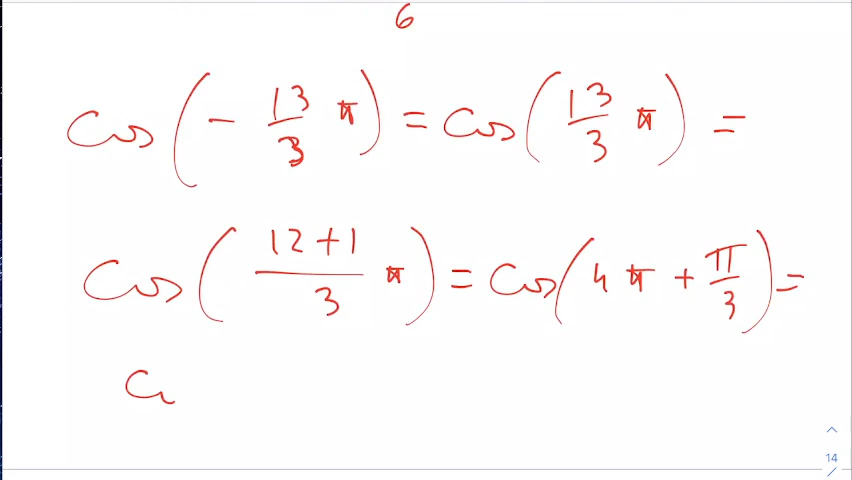 6
cos(- 13/3 π) = cos(13/3 π) =
cos(12+1/3 π) = cos(4π + π/3) =
c
14